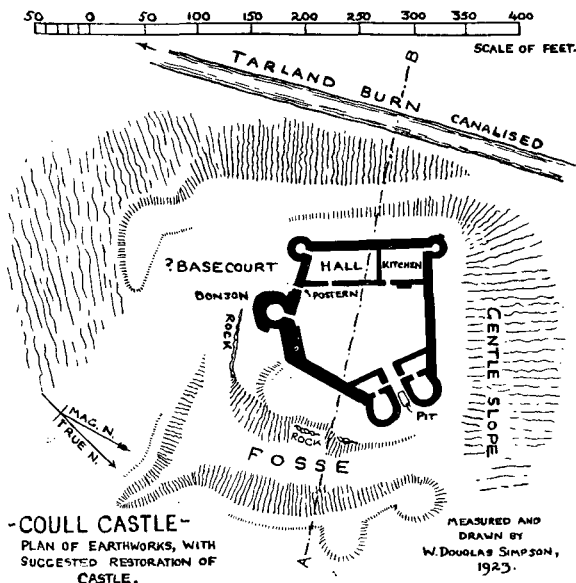 50 0 50 100 150 200 250 300 350 400
SCALE OF FEET.
B
TARLAND BURN CANALISED
HALL
KITCHEN
?BASECOURT
DONJON
POSTERN
ROCK
GENTLE SLOPE
PIT
ROCK
MAG. N.
TRUE N.
FOSSE
A
-COULL CASTLE-
PLAN OF EARTHWORKS, WITH
SUGGESTED RESTORATION OF
CASTLE.
MEASURED AND
DRAWN BY
W. DOUGLAS SIMPSON,
1923.